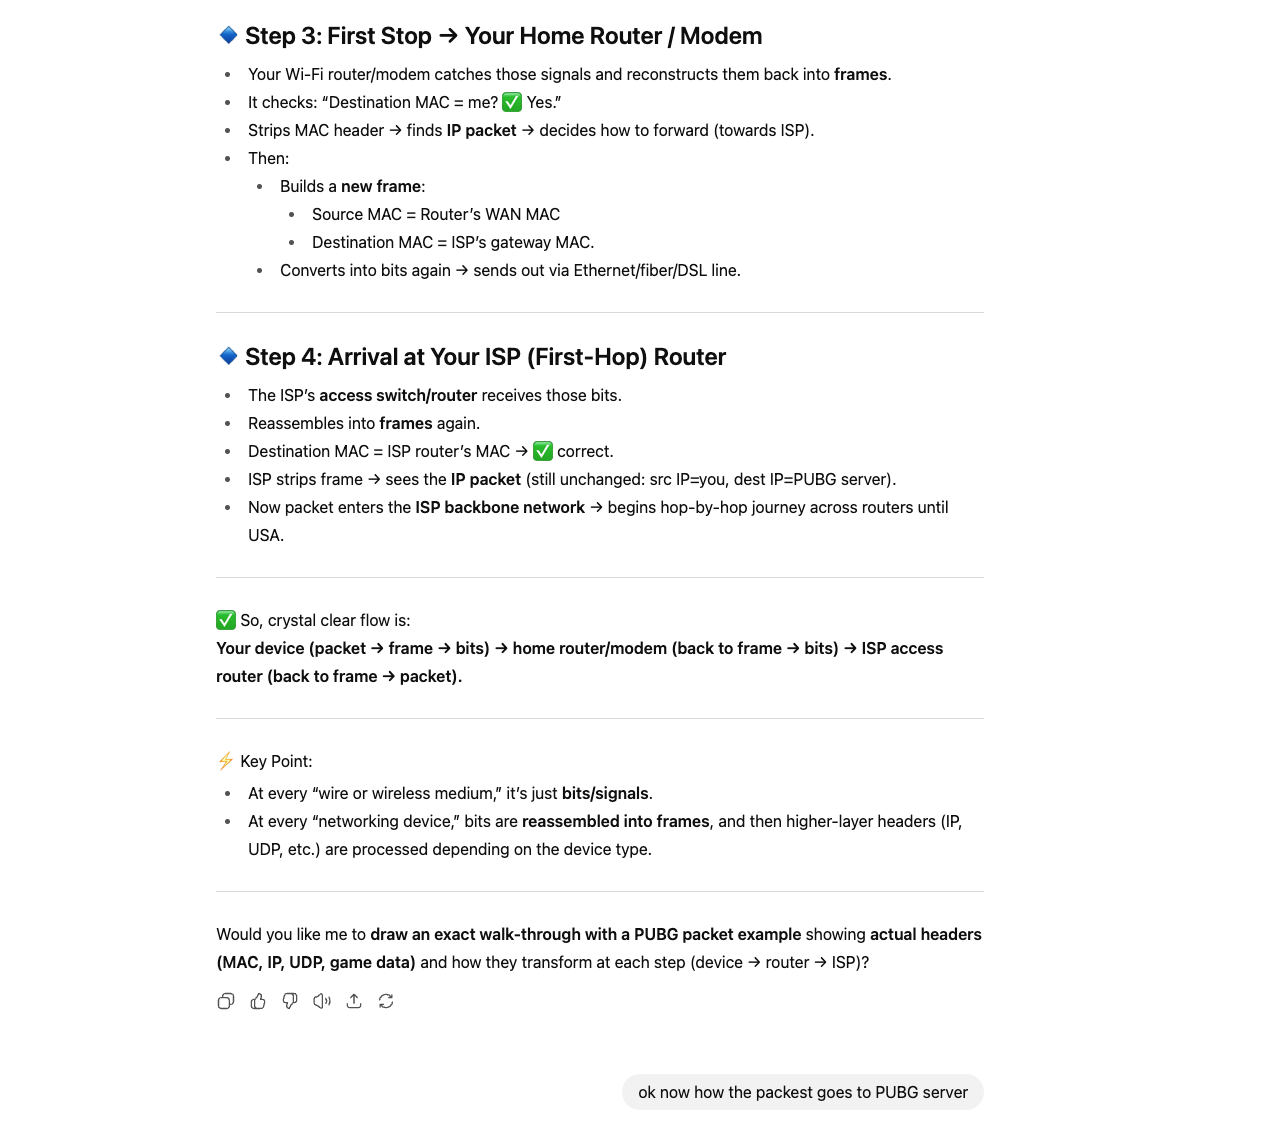 🔹 Step 3: First Stop → Your Home Router / Modem
• Your Wi-Fi router/modem catches those signals and reconstructs them back into frames.
• It checks: “Destination MAC = me? ✅ Yes.”
• Strips MAC header → finds IP packet → decides how to forward (towards ISP).
• Then:
• Builds a new frame:
• Source MAC = Router’s WAN MAC
• Destination MAC = ISP’s gateway MAC.
• Converts into bits again → sends out via Ethernet/fiber/DSL line.
🔹 Step 4: Arrival at Your ISP (First-Hop) Router
• The ISP’s access switch/router receives those bits.
• Reassembles into frames again.
• Destination MAC = ISP router’s MAC → ✅ correct.
• ISP strips frame → sees the IP packet (still unchanged: src IP=you, dest IP=PUBG server).
• Now packet enters the ISP backbone network → begins hop-by-hop journey across routers until
USA.
✅ So, crystal clear flow is:
Your device (packet → frame → bits) → home router/modem (back to frame → bits) → ISP access
router (back to frame → packet).
⚡ Key Point:
• At every “wire or wireless medium,” it’s just bits/signals.
• At every “networking device,” bits are reassembled into frames, and then higher-layer headers (IP,
UDP, etc.) are processed depending on the device type.
Would you like me to draw an exact walk-through with a PUBG packet example showing actual headers
(MAC, IP, UDP, game data) and how they transform at each step (device → router → ISP)?
ok now how the packest goes to PUBG server